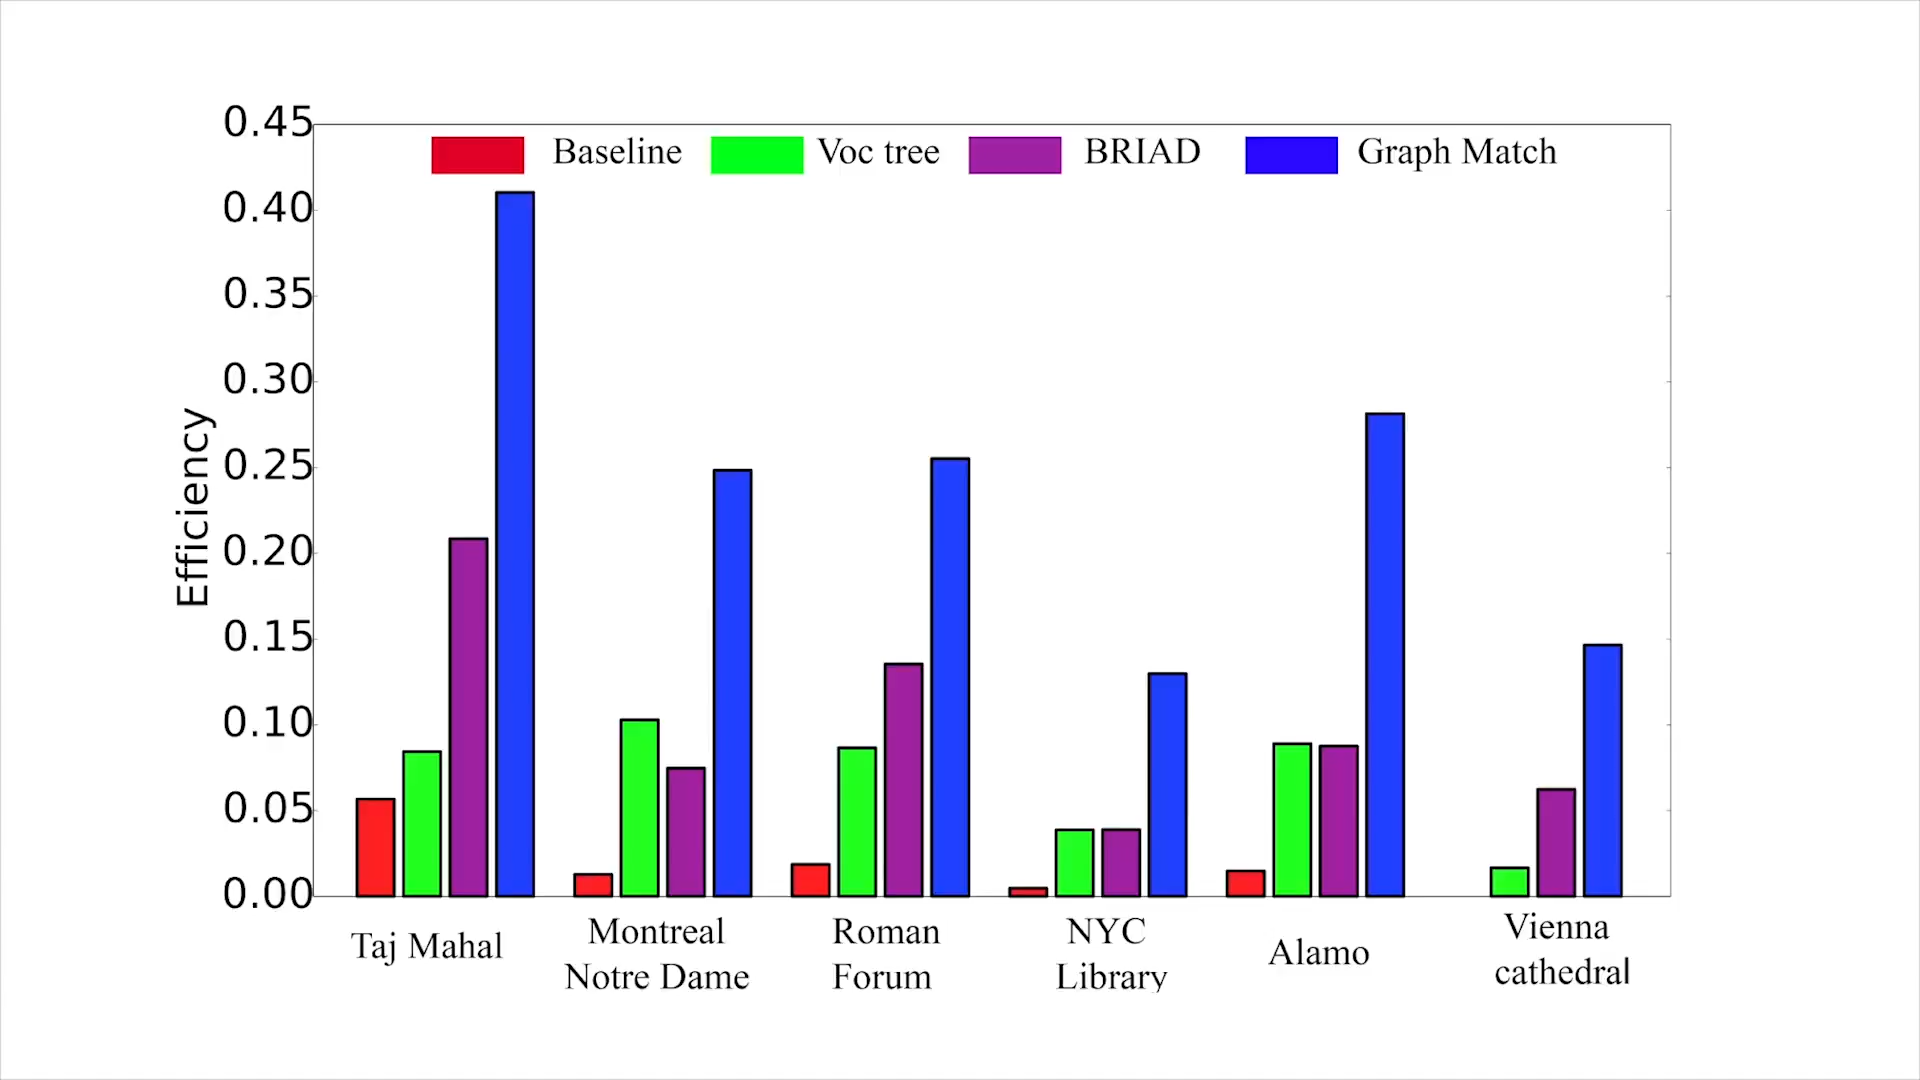 0.45
Baseline Voc tree BRIAD Graph Match
0.40
0.35
0.30
0.25
0.20
0.15
0.10
0.05
0.00
Efficiency
Taj Mahal
Montreal
Notre Dame
Roman
Forum
NYC
Library
Alamo
Vienna
cathedral